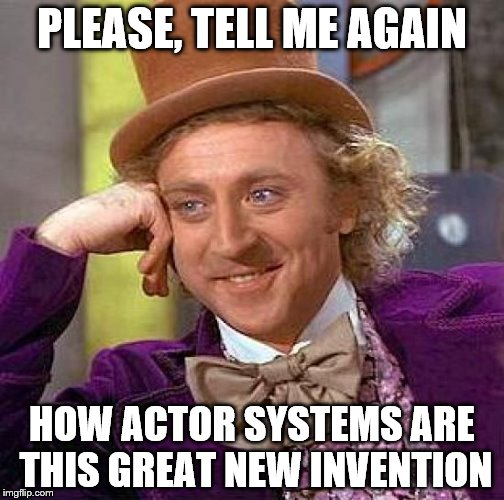 PLEASE, TELL ME AGAIN
HOW ACTOR SYSTEMS ARE
THIS GREAT NEW INVENTION
imgflip.com